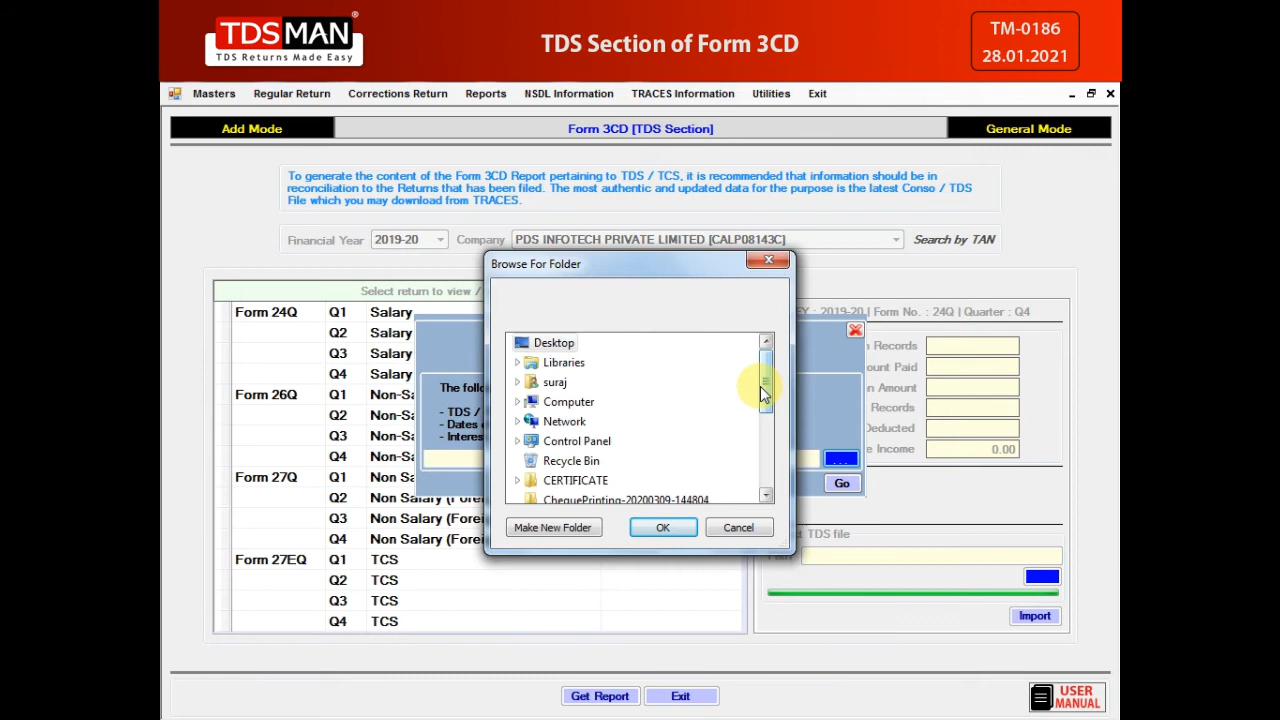 TDSMAN®
TDS Returns Made Easy
TDS Section of Form 3CD
TM-0186
28.01.2021
Masters Regular Return Corrections Return Reports NSDL Information TRACES Information Utilities Exit
Add Mode Form 3CD [TDS Section] General Mode
To generate the content of the Form 3CD Report pertaining to TDS / TCS, it is recommended that information should be in
reconciliation to the Returns that has been filed. The most authentic and updated data for the purpose is the latest Conso / TDS
File which you may download from TRACES.
Financial Year 2019-20 Company PDS INFOTECH PRIVATE LIMITED [CALP08143C] Search by TAN
Select return to view /
Form 24Q Q1 Salary
Q2 Salary
Q3 Salary
Q4 Salary
Form 26Q Q1 Non-Sa
Q2 Non-Sa
Q3 Non-Sa
Q4 Non-Sa
Form 27Q Q1 Non Sa
Q2 Non Salary (Forei
Q3 Non Salary (Forei
Q4 Non Salary (Forei
Form 27EQ Q1 TCS
Q2 TCS
Q3 TCS
Q4 TCS
The follo
- TDS /
- Dates
- Interes
...
Go
Browse For Folder
Desktop
Libraries
suraj
Computer
Network
Control Panel
Recycle Bin
CERTIFICATE
ChequePrinting-20200309-144804
Make New Folder OK Cancel
FY : 2019-20 | Form No. : 24Q | Quarter : Q4
Records
ount Paid
n Amount
Records
Deducted
e Income 0.00
TDS file
Import
Get Report Exit
USER
MANUAL